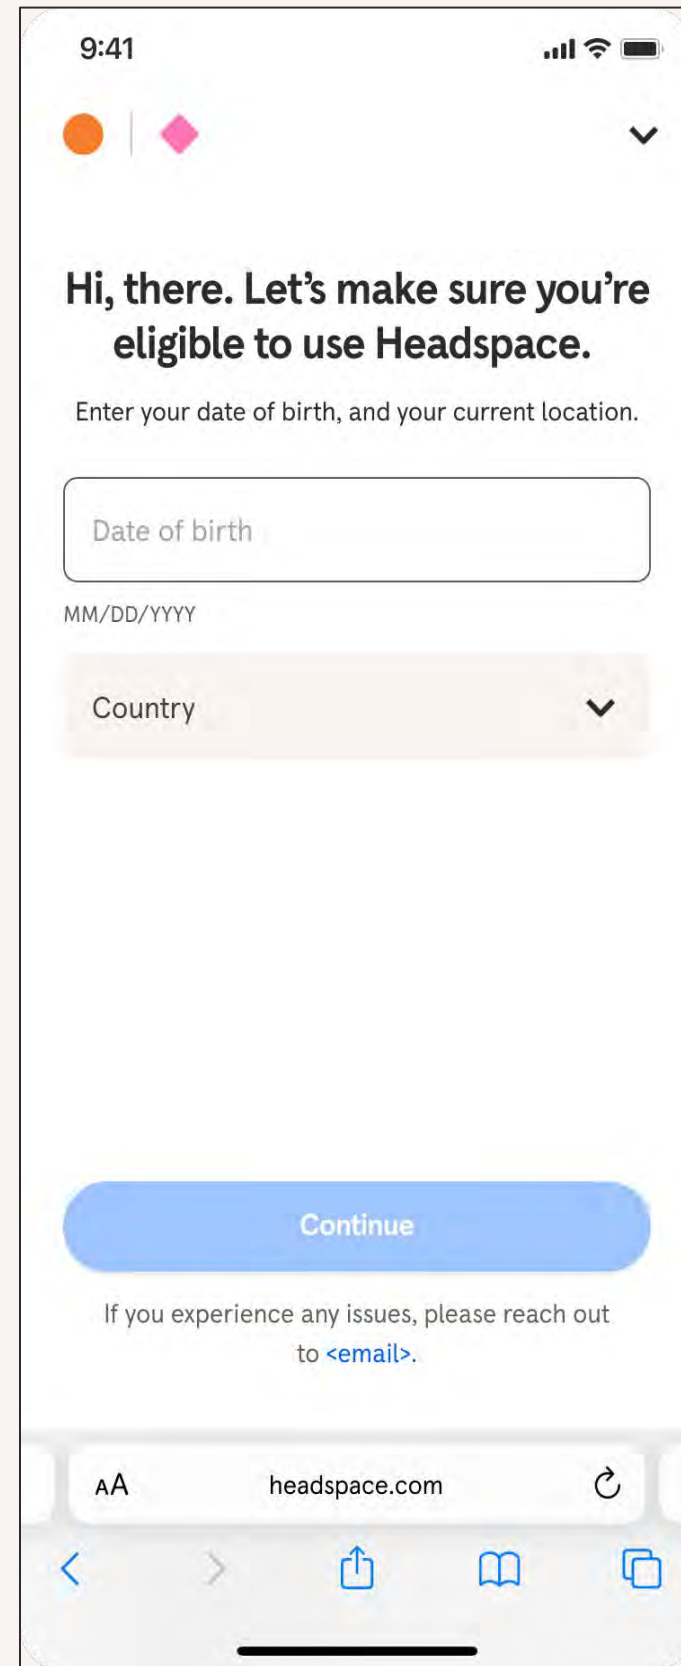 9:41
Hi, there. Let’s make sure you’re
eligible to use Headspace.
Enter your date of birth, and your current location.
Date of birth
MM/DD/YYYY
Country
Continue
If you experience any issues, please reach out
to <email>.
AA headspace.com